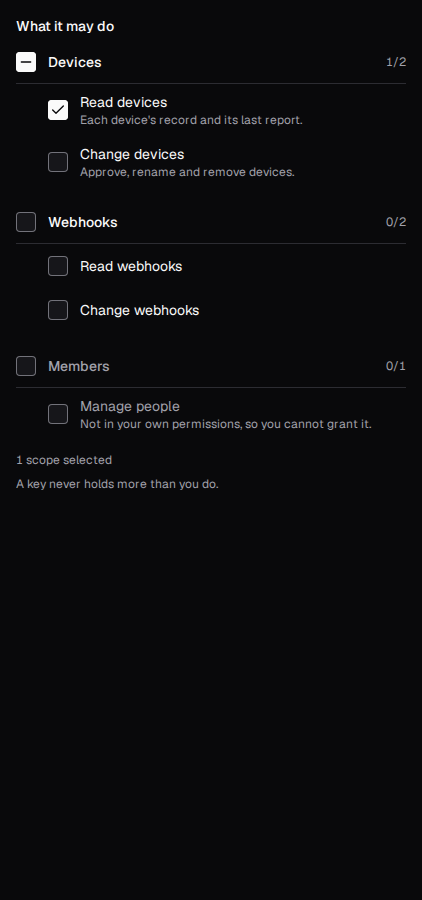 What it may do
Devices 1/2
Read devices
Each device's record and its last report.
Change devices
Approve, rename and remove devices.
Webhooks 0/2
Read webhooks
Change webhooks
Members 0/1
Manage people
Not in your own permissions, so you cannot grant it.
1 scope selected
A key never holds more than you do.